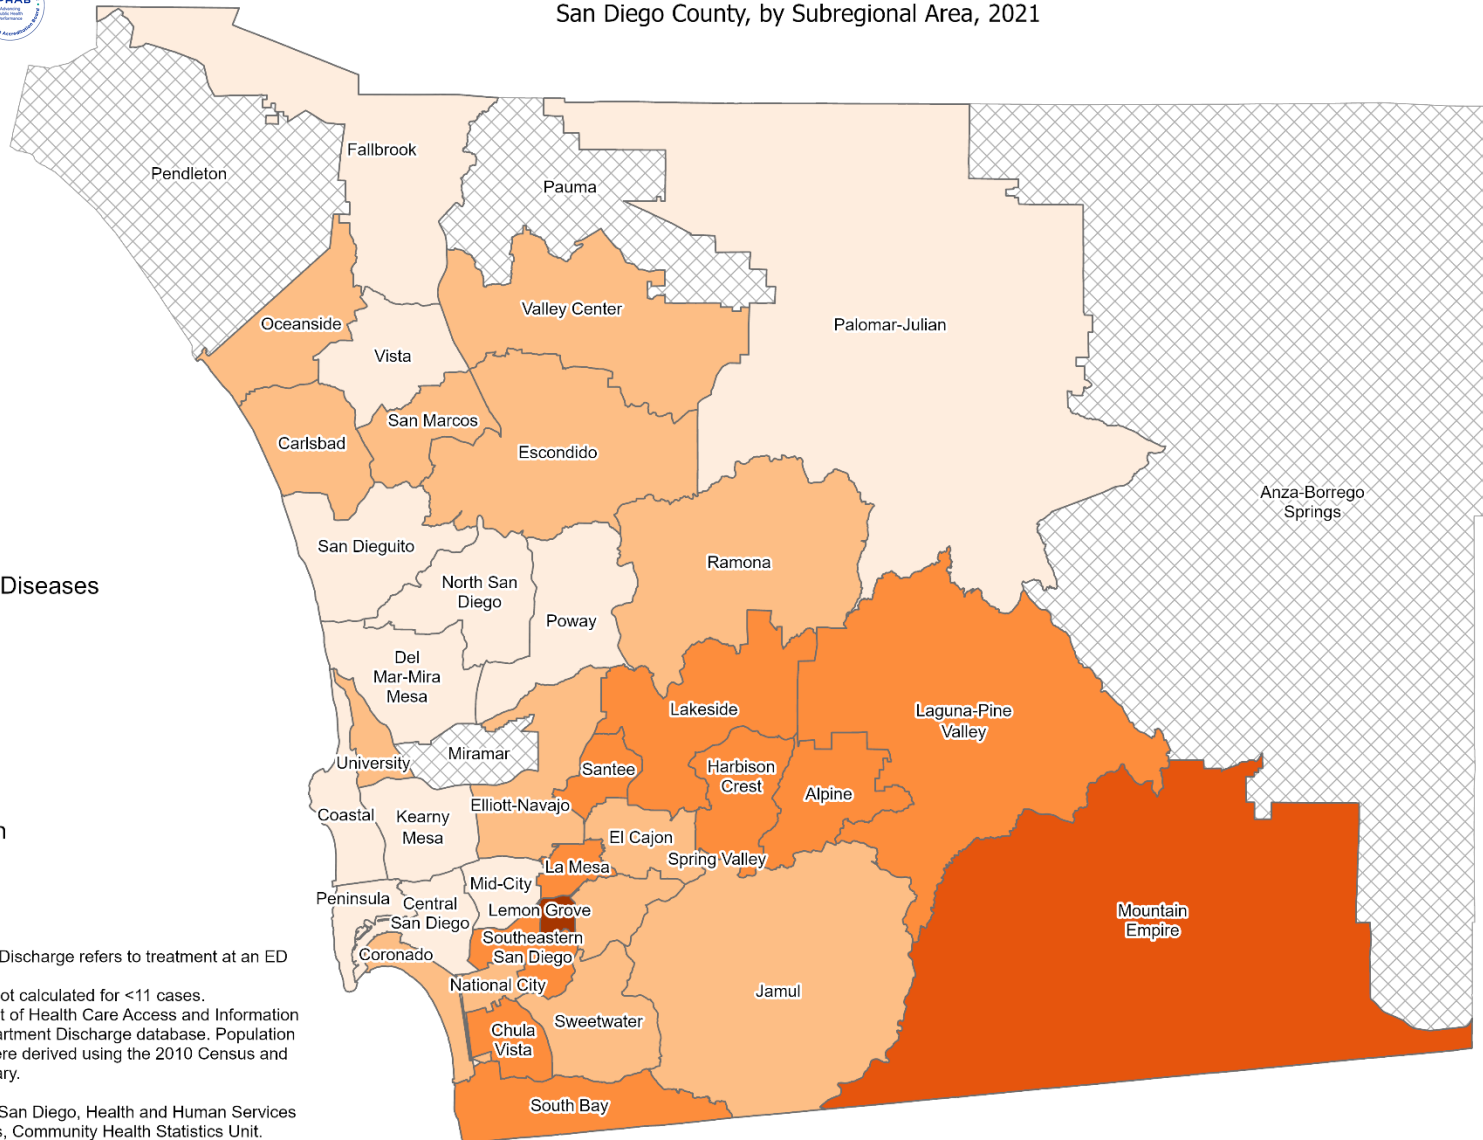 San Diego County, by Subregional Area, 2021
Fallbrook
Pendleton
Pauma
Valley Center
Oceanside
Palomar-Julian
Vista
San Marcos
Carlsbad
Escondido
Anza-Borrego
Springs
San Dieguito
Ramona
Diseases
North San
Diego
Poway
Del
Mar-Mira
Mesa
Lakeside
Laguna-Pine
Valley
Miramar
University
Santee
Harbison
Crest
Alpine
Elliott-Navajo
Coastal
Kearny
Mesa
El Cajon
Spring Valley
La Mesa
Mid-City
Peninsula
Central
San Diego
Lemon Grove
Mountain
Empire
Southeastern
San Diego
Coronado
National City
Jamul
Sweetwater
Chula
Vista
South Bay
Discharge refers to treatment at an ED
ot calculated for <11 cases.
t of Health Care Access and Information
artment Discharge database. Population
ere derived using the 2010 Census and
ary.
San Diego, Health and Human Services
s, Community Health Statistics Unit.